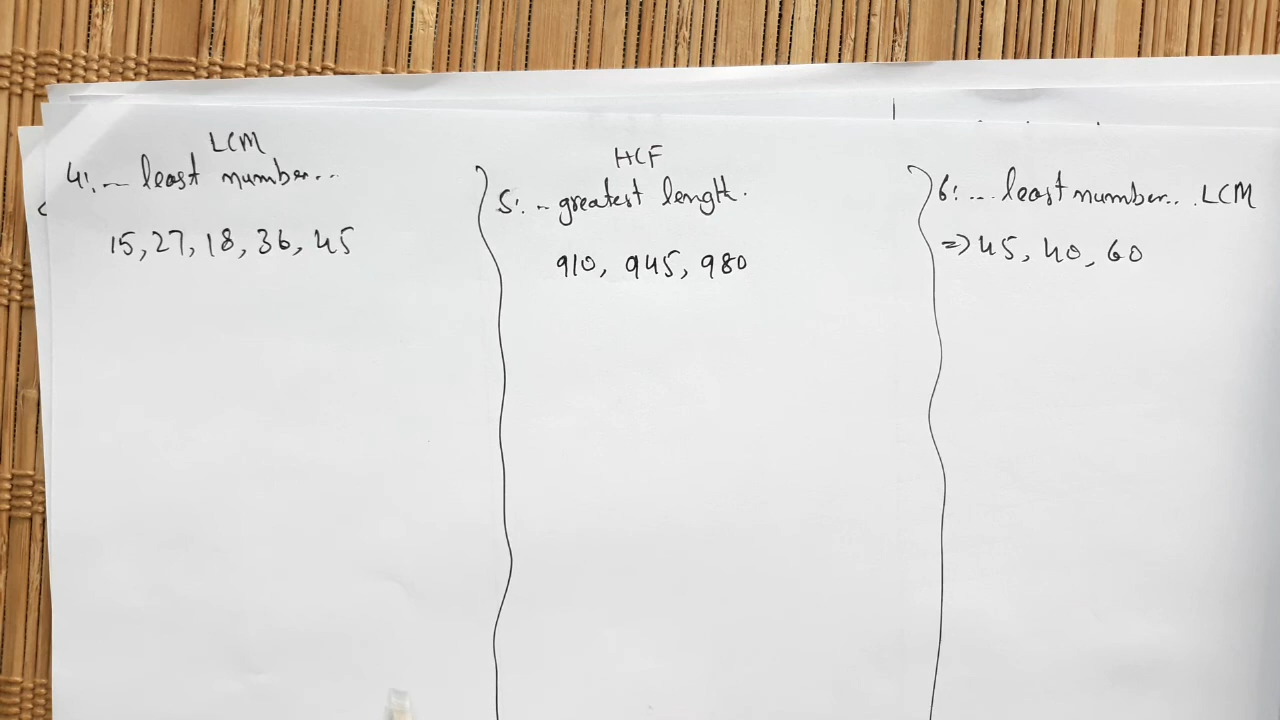 LCM
4:.... least number...
15, 27, 18, 36, 45
HCF
5:... greatest length.
910, 945, 980
6:.... least number... LCM
=> 45, 40, 60